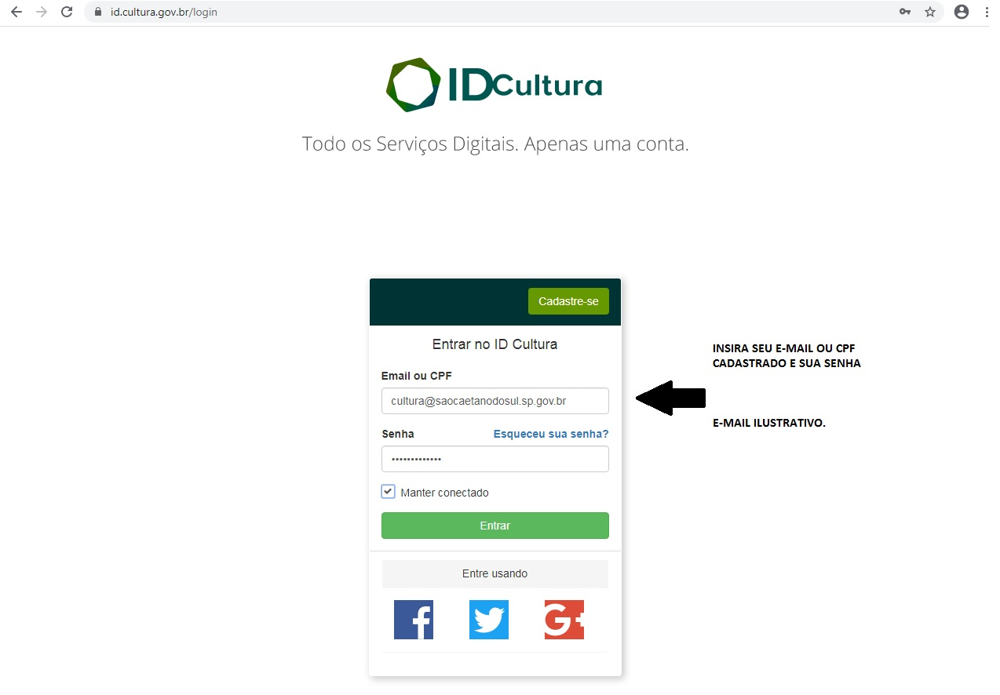 id.cultura.gov.br/login
IDCultura
Todo os Serviços Digitais. Apenas uma conta.
Cadastre-se
Entrar no ID Cultura
Email ou CPF
cultura@saocaetanodosul.sp.gov.br
Senha Esqueceu sua senha?
•••••••••••••
Manter conectado
Entrar
Entre usando
G+
INSIRA SEU E-MAIL OU CPF
CADASTRADO E SUA SENHA
E-MAIL ILUSTRATIVO.